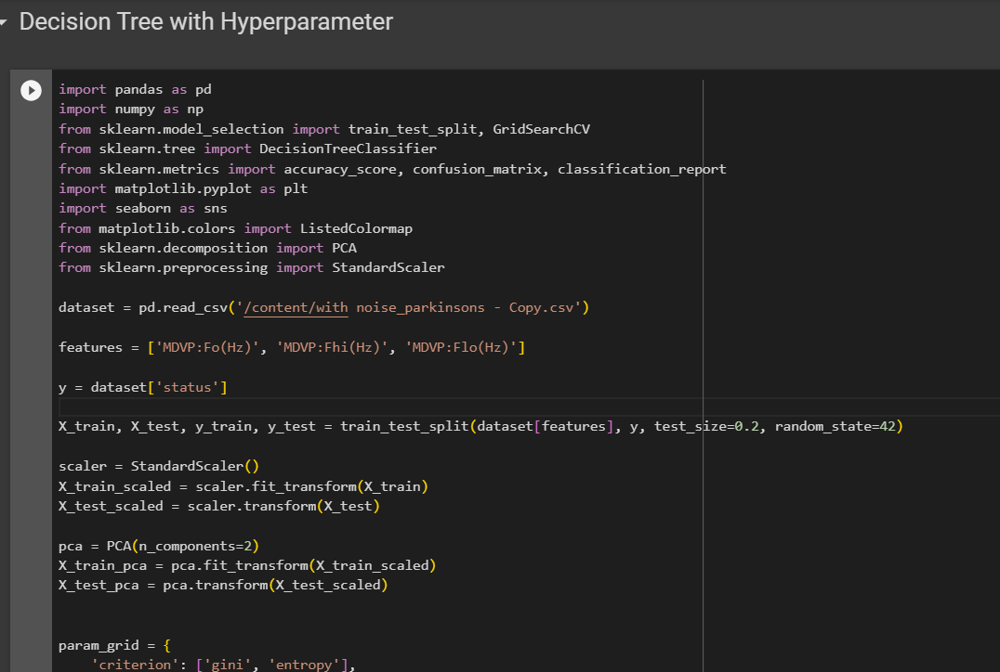 Decision Tree with Hyperparameter
import pandas as pd
import numpy as np
from sklearn.model_selection import train_test_split, GridSearchCV
from sklearn.tree import DecisionTreeClassifier
from sklearn.metrics import accuracy_score, confusion_matrix, classification_report
import matplotlib.pyplot as plt
import seaborn as sns
from matplotlib.colors import ListedColormap
from sklearn.decomposition import PCA
from sklearn.preprocessing import StandardScaler
dataset = pd.read_csv('/content/with noise_parkinsons - Copy.csv')
features = ['MDVP:Fo(Hz)', 'MDVP:Fhi(Hz)', 'MDVP:Flo(Hz)']
y = dataset['status']
X_train, X_test, y_train, y_test = train_test_split(dataset[features], y, test_size=0.2, random_state=42)
scaler = StandardScaler()
X_train_scaled = scaler.fit_transform(X_train)
X_test_scaled = scaler.transform(X_test)
pca = PCA(n_components=2)
X_train_pca = pca.fit_transform(X_train_scaled)
X_test_pca = pca.transform(X_test_scaled)
param_grid = {
    'criterion': ['gini', 'entropy'],